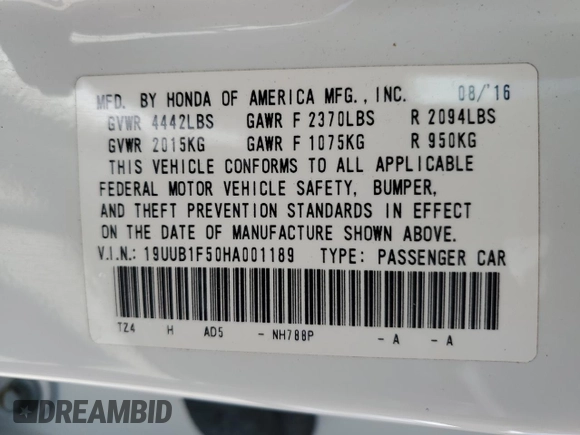 MFD. BY HONDA OF AMERICA MFG., INC. 08/'16
GVWR 4442LBS GAWR F 2370LBS R 2094LBS
GVWR 2015KG GAWR F 1075KG R 950KG
THIS VEHICLE CONFORMS TO ALL APPLICABLE
FEDERAL MOTOR VEHICLE SAFETY, BUMPER,
AND THEFT PREVENTION STANDARDS IN EFFECT
ON THE DATE OF MANUFACTURE SHOWN ABOVE.
V.I.N.: 19UUB1F50HA001189 TYPE: PASSENGER CAR
TZ4 H AD5 - NH788P - A - A
DREAMBID